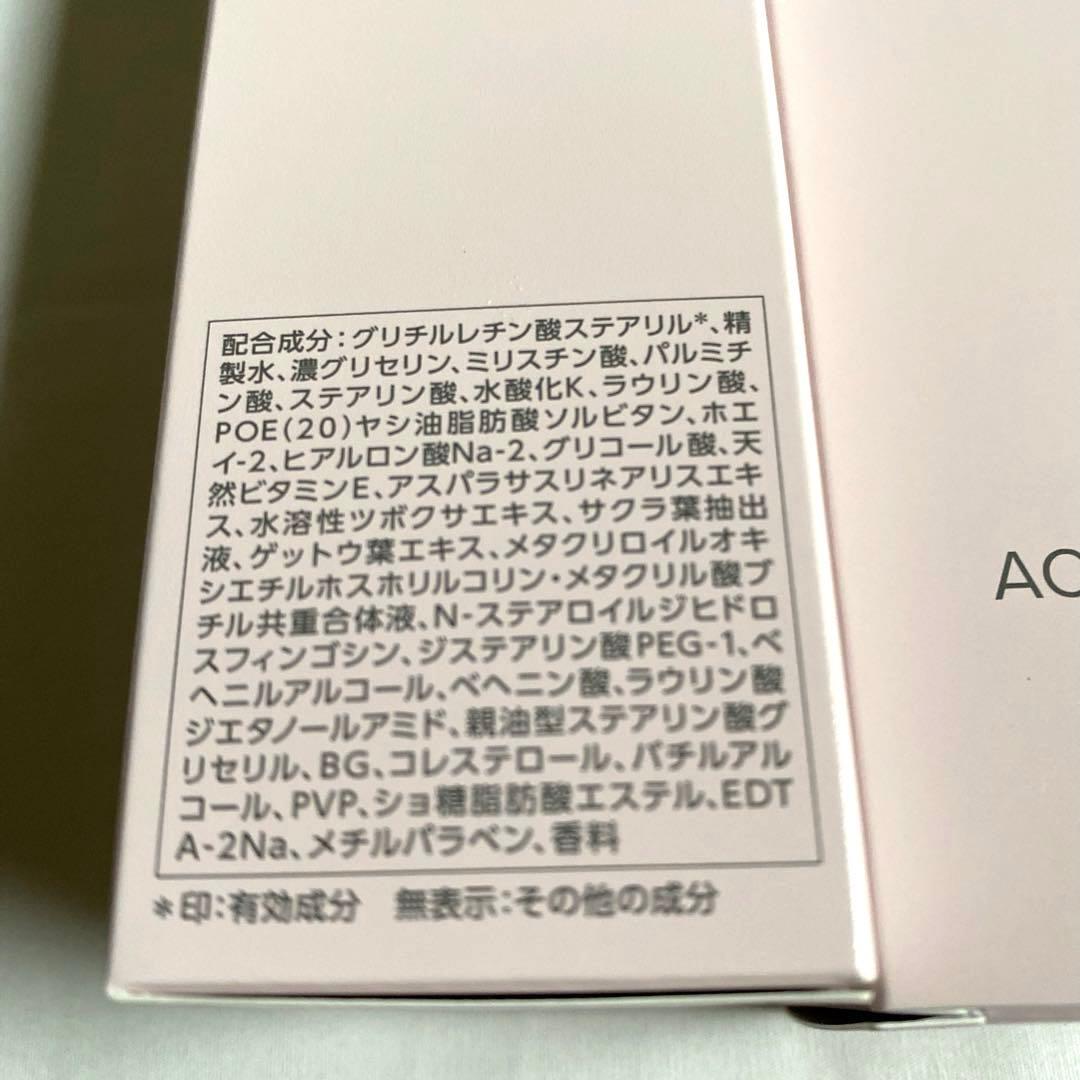 配合成分：グリチルレチン酸ステアリル*、精
製水、濃グリセリン、ミリスチン酸、パルミチ
ン酸、ステアリン酸、水酸化K、ラウリン酸、
POE(20)ヤシ油脂肪酸ソルビタン、ホエ
イ-2、ヒアルロン酸Na-2、グリコール酸、天
然ビタミンE、アスパラサスリネアリスエキ
ス、水溶性ツボクサエキス、サクラ葉抽出
液、ゲットウ葉エキス、メタクリロイルオキ
シエチルホスホリルコリン・メタクリル酸ブ
チル共重合体液、N-ステアロイルジヒドロ
スフィンゴシン、ジステアリン酸PEG-1、ベ
ヘニルアルコール、ベヘニン酸、ラウリン酸
ジエタノールアミド、親油型ステアリン酸グ
リセリル、BG、コレステロール、バチルアル
コール、PVP、ショ糖脂肪酸エステル、EDT
A-2Na、メチルパラベン、香料
*印：有効成分　無表示：その他の成分
AC